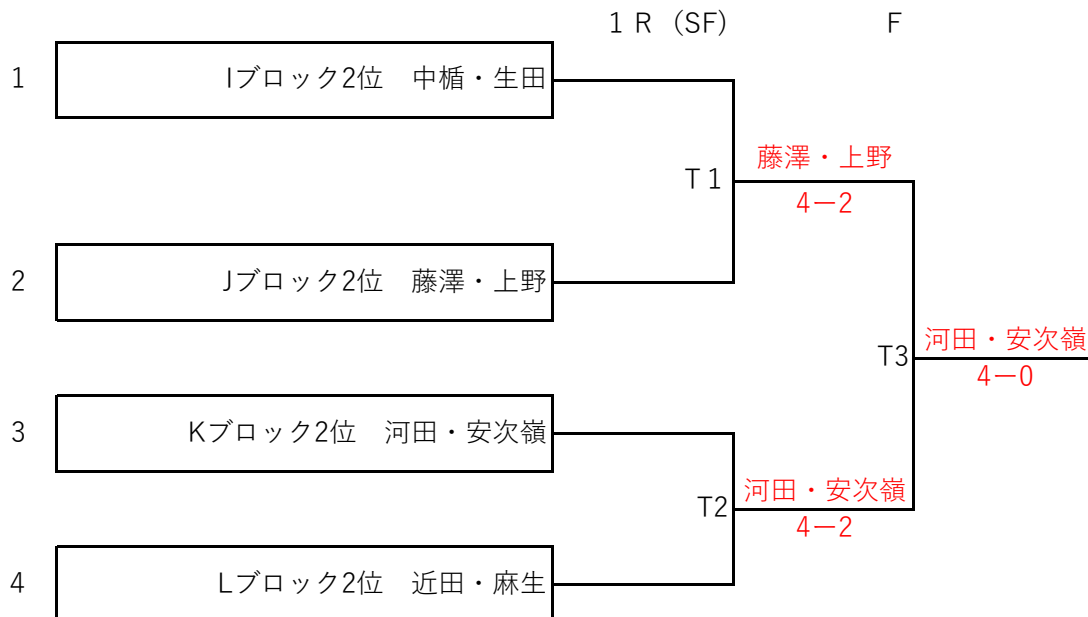 1 R (SF)
F
1
Iブロック2位　中楯・生田
藤澤・上野
T 1
4ー2
2
Jブロック2位　藤澤・上野
河田・安次嶺
T3
4ー0
3
Kブロック2位　河田・安次嶺
河田・安次嶺
T2
4ー2
4
Lブロック2位　近田・麻生